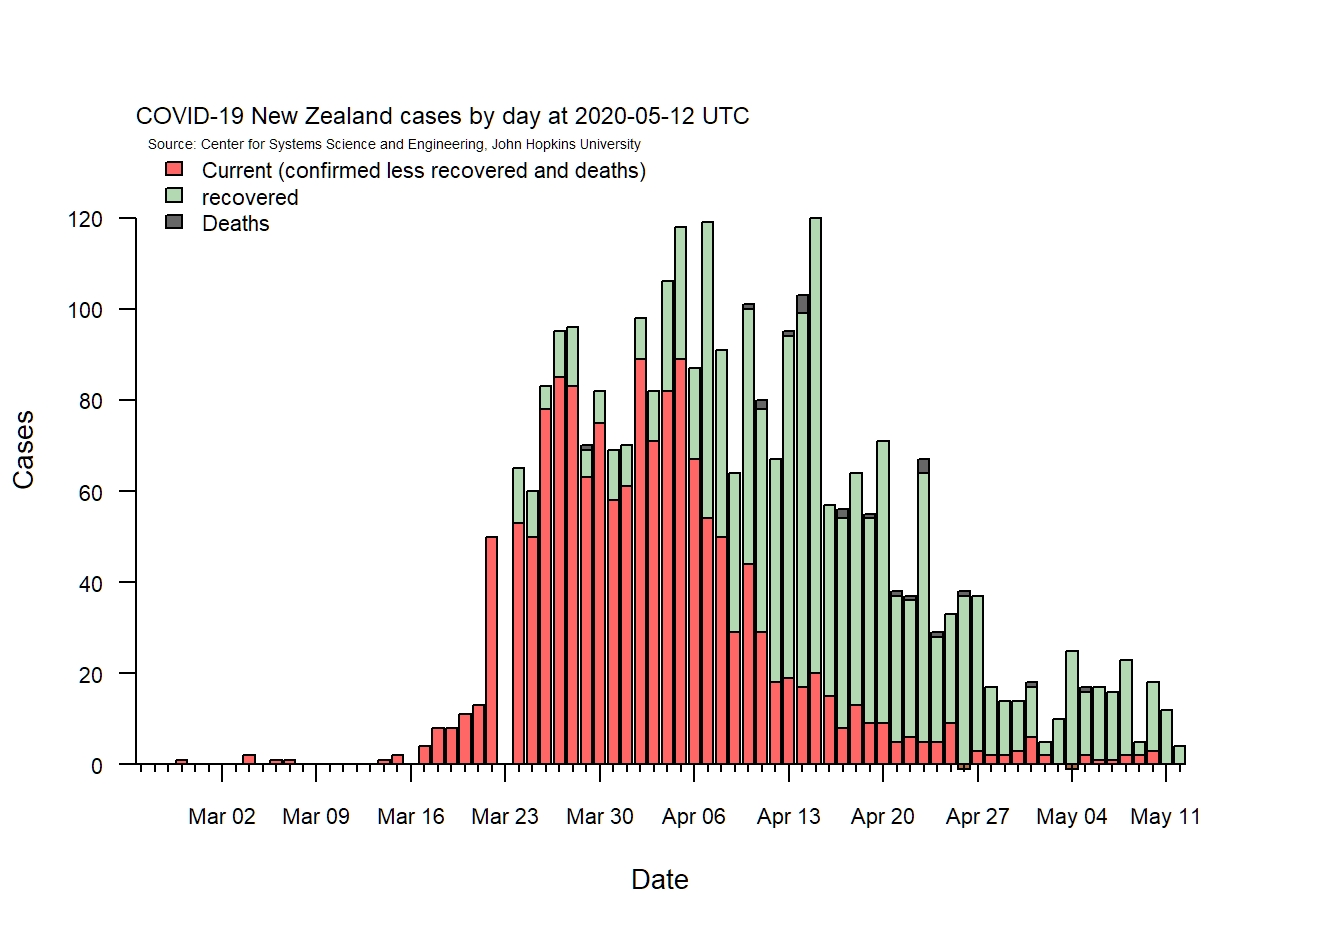 COVID-19 New Zealand cases by day at 2020-05-12 UTC
Source: Center for Systems Science and Engineering, John Hopkins University
Current (confirmed less recovered and deaths)
recovered
Deaths
120
100
80
60
40
20
0
Cases
Mar 02 Mar 09 Mar 16 Mar 23 Mar 30 Apr 06 Apr 13 Apr 20 Apr 27 May 04 May 11
Date